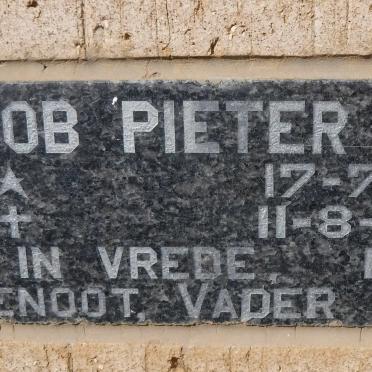 OB PIETER
★ 17-7
+ 11-8-
IN VREDE
ENOOT, VADER